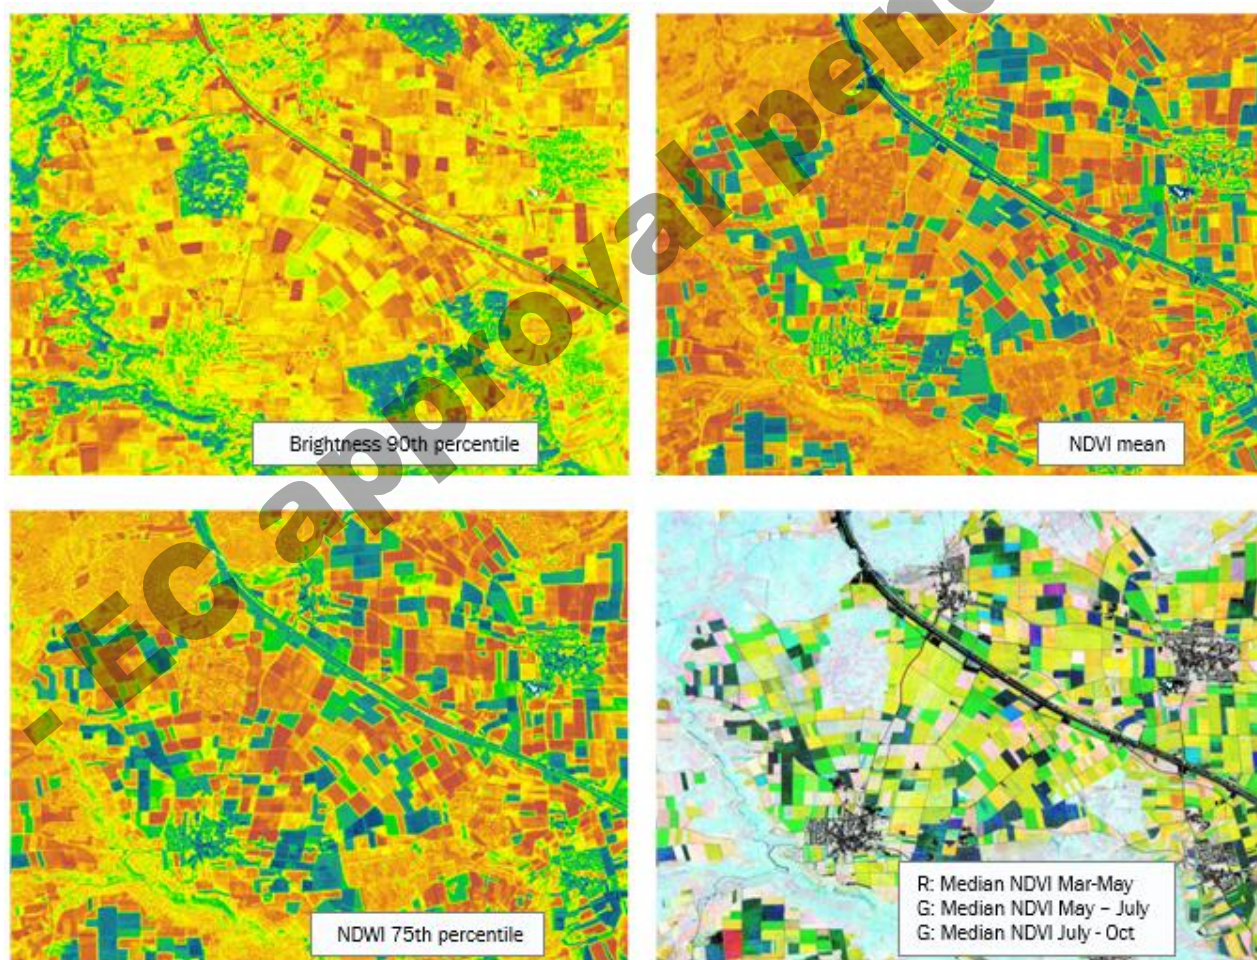 Brightness 90th percentile
NDVI mean
NDWI 75th percentile
R: Median NDVI Mar-May
G: Median NDVI May – July
G: Median NDVI July - Oct
- EC approval pen